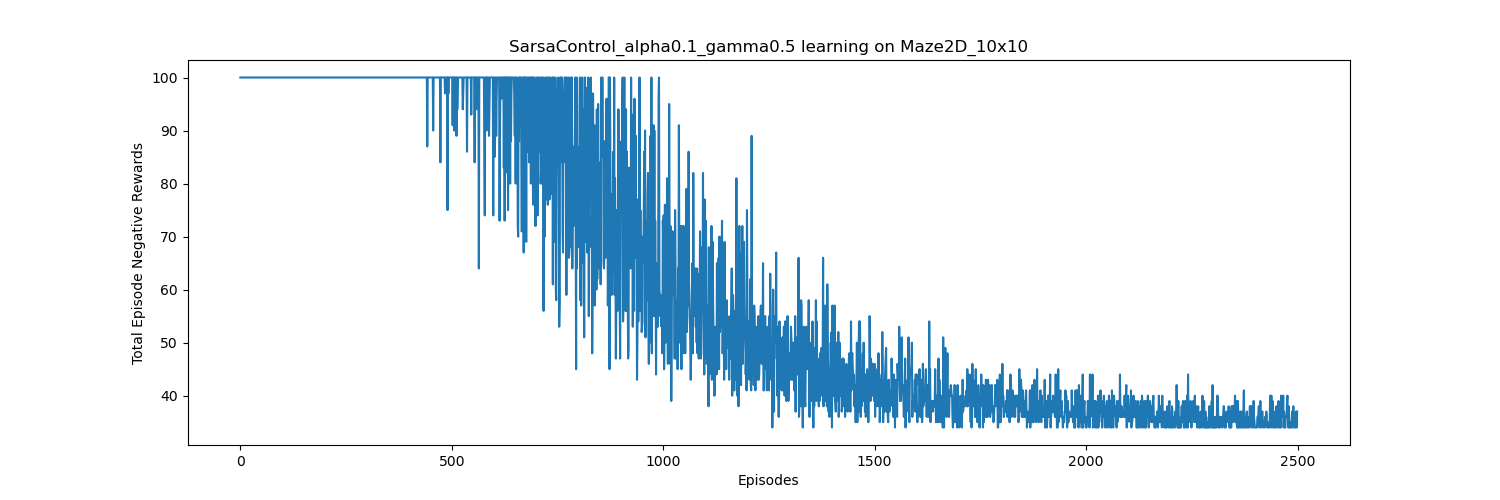 SarsaControl_alpha0.1_gamma0.5 learning on Maze2D_10x10
Total Episode Negative Rewards
100
90
80
70
60
50
40
0 500 1000 1500 2000 2500
Episodes